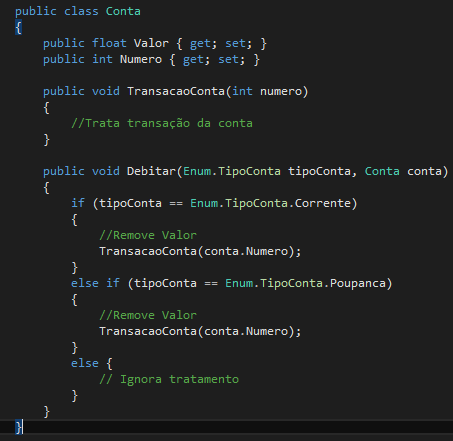 public class Conta
{
    public float Valor { get; set; }
    public int Numero { get; set; }

    public void TransacaoConta(int numero)
    {
        //Trata transação da conta
    }

    public void Debitar(Enum.TipoConta tipoConta, Conta conta)
    {
        if (tipoConta == Enum.TipoConta.Corrente)
        {
            //Remove Valor
            TransacaoConta(conta.Numero);
        }
        else if (tipoConta == Enum.TipoConta.Poupanca)
        {
            //Remove Valor
            TransacaoConta(conta.Numero);
        }
        else {
            // Ignora tratamento
        }
    }
}